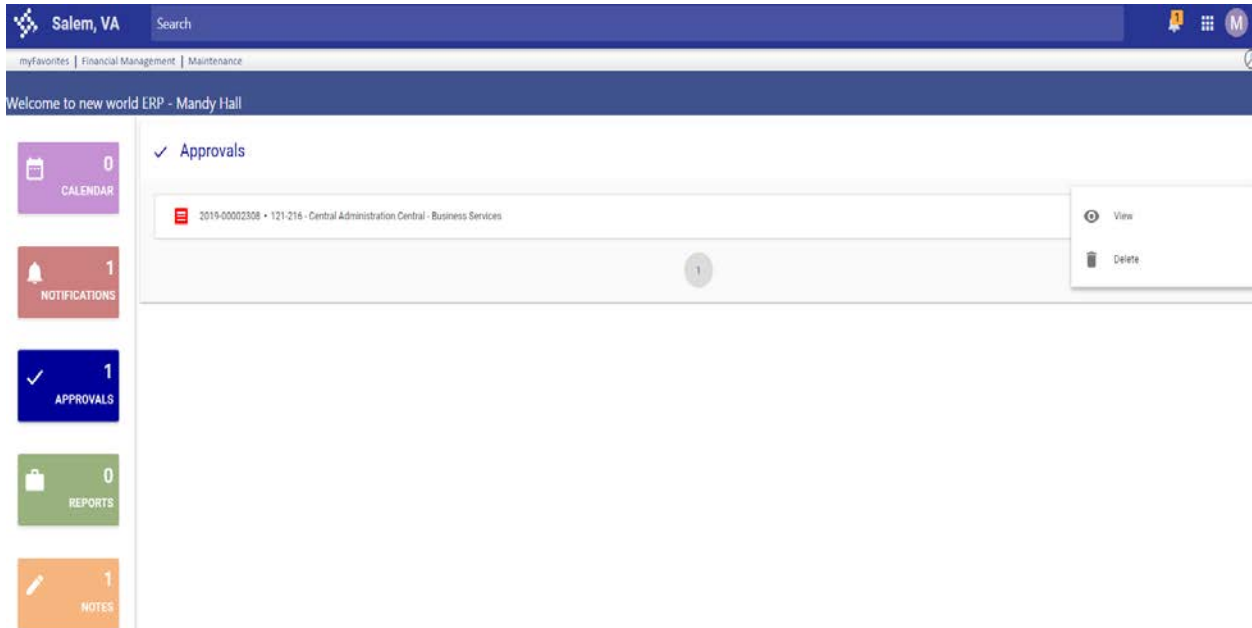 Salem, VA
Search
1
M
myFavorites | Financial Management | Maintenance
Welcome to new world ERP - Mandy Hall
0
CALENDAR
1
NOTIFICATIONS
1
APPROVALS
0
REPORTS
1
NOTES
Approvals
2019-00002308 • 121-216 - Central Administration Central - Business Services
View
Delete
1